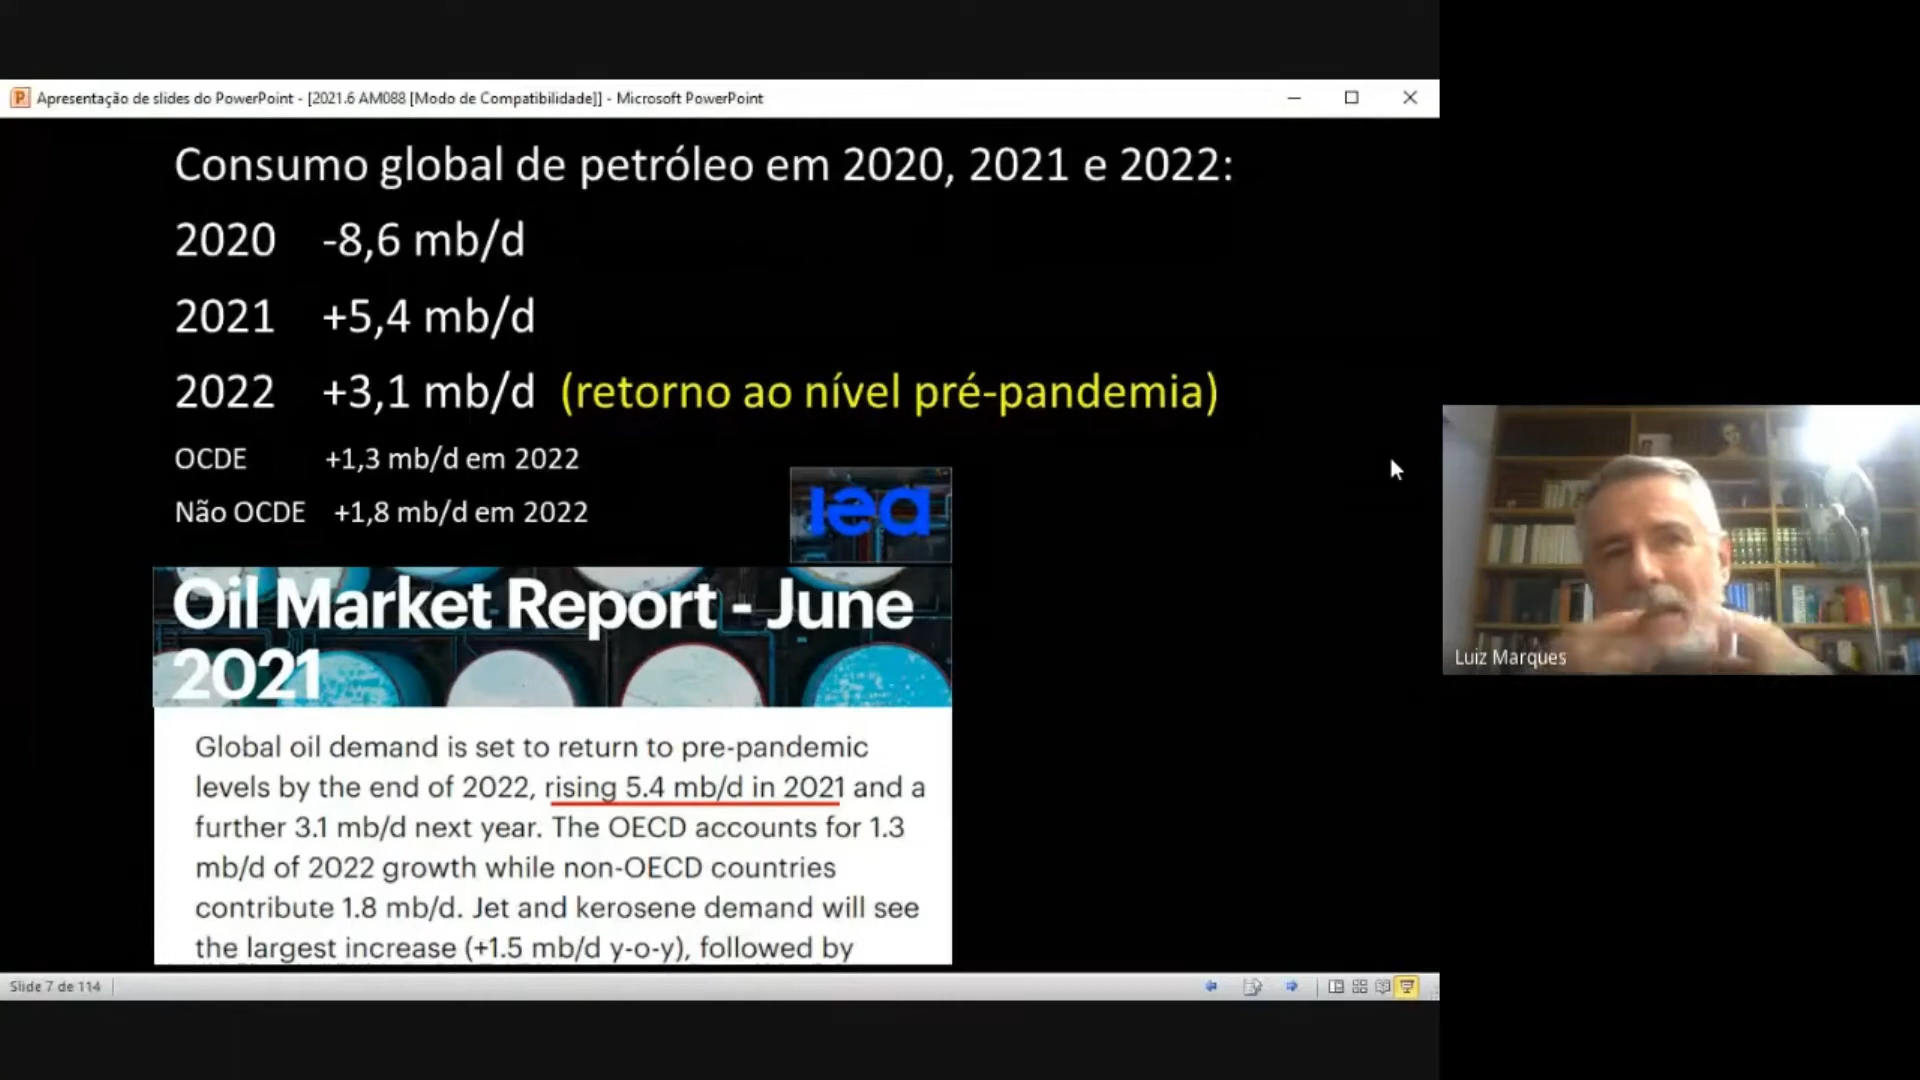 Apresentação de slides do PowerPoint - [2021.6 AM088 [Modo de Compatibilidade]] - Microsoft PowerPoint
Consumo global de petróleo em 2020, 2021 e 2022:
2020 -8,6 mb/d
2021 +5,4 mb/d
2022 +3,1 mb/d (retorno ao nível pré-pandemia)
OCDE +1,3 mb/d em 2022
Não OCDE +1,8 mb/d em 2022
iea
Oil Market Report - June
2021
Global oil demand is set to return to pre-pandemic
levels by the end of 2022, rising 5.4 mb/d in 2021 and a
further 3.1 mb/d next year. The OECD accounts for 1.3
mb/d of 2022 growth while non-OECD countries
contribute 1.8 mb/d. Jet and kerosene demand will see
the largest increase (+1.5 mb/d y-o-y), followed by
Luiz Marques
Slide 7 de 114